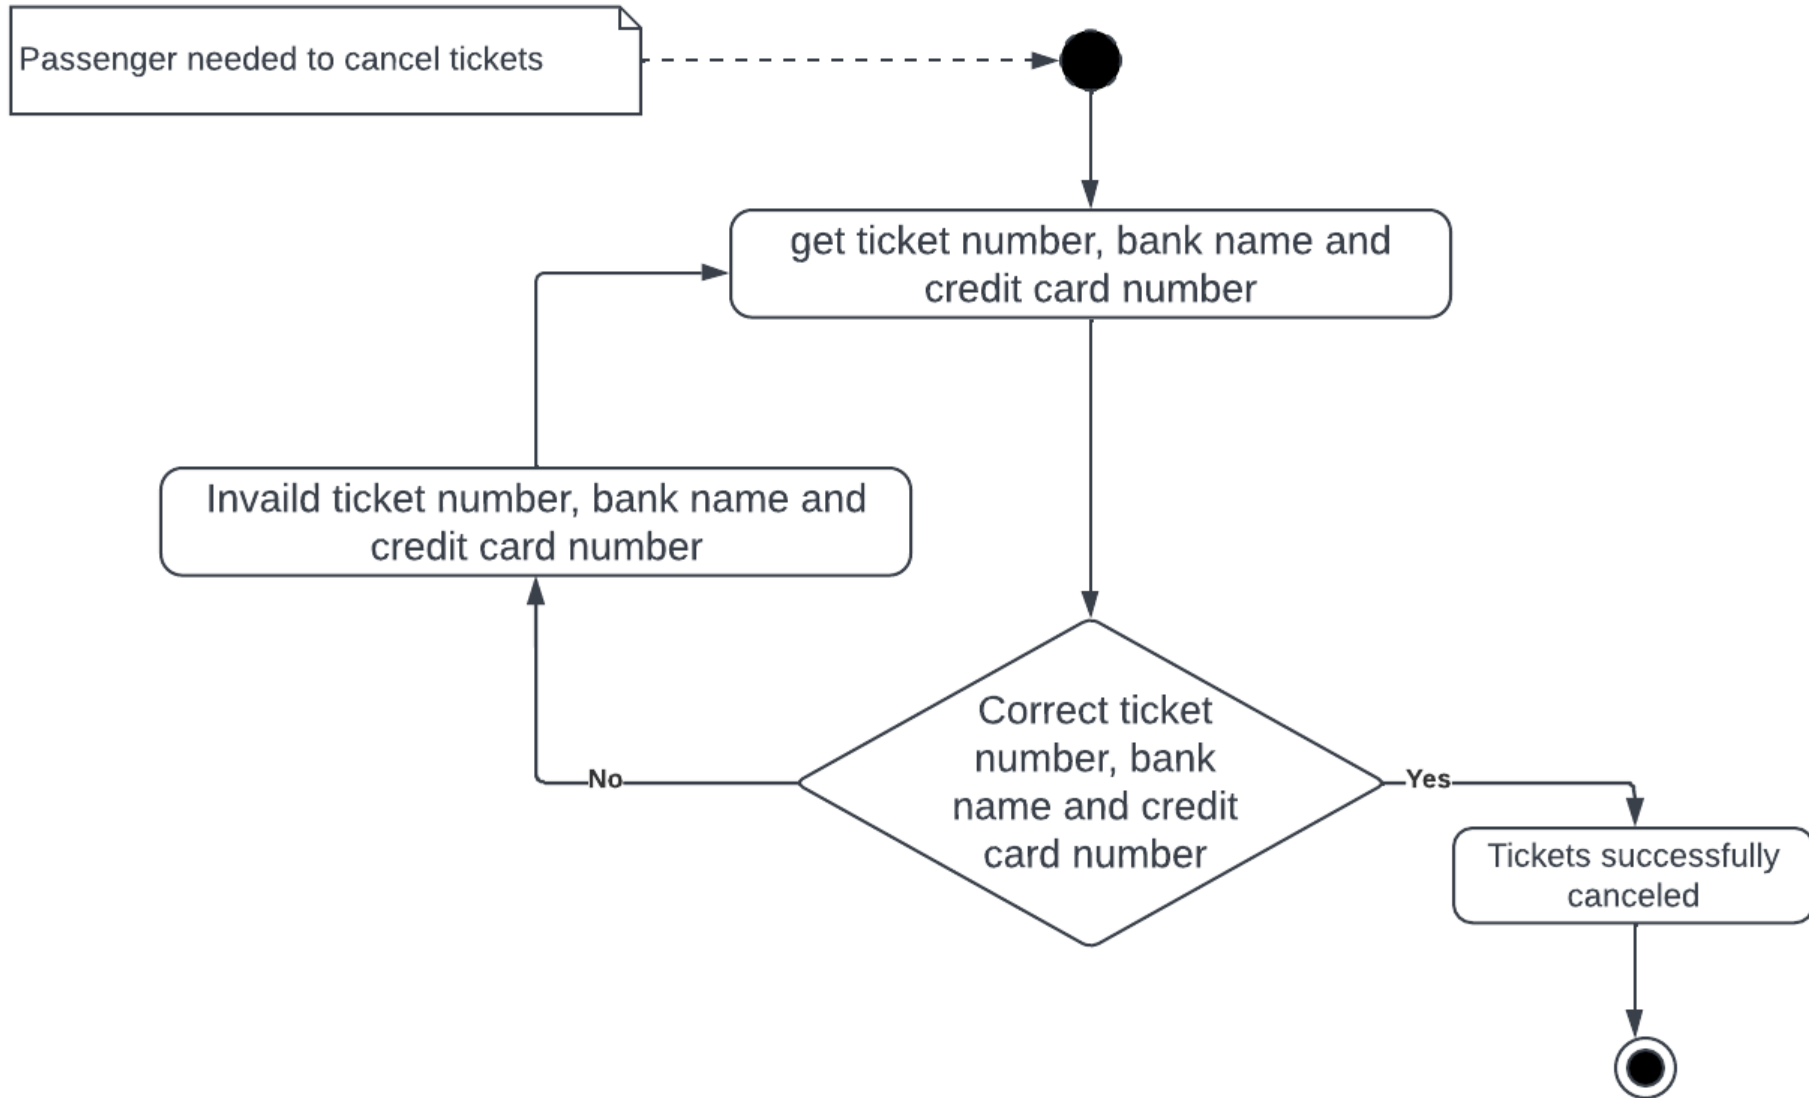 Passenger needed to cancel tickets
get ticket number, bank name and
credit card number
Invaild ticket number, bank name and
credit card number
Correct ticket
number, bank
name and credit
card number
No
Yes
Tickets successfully
canceled